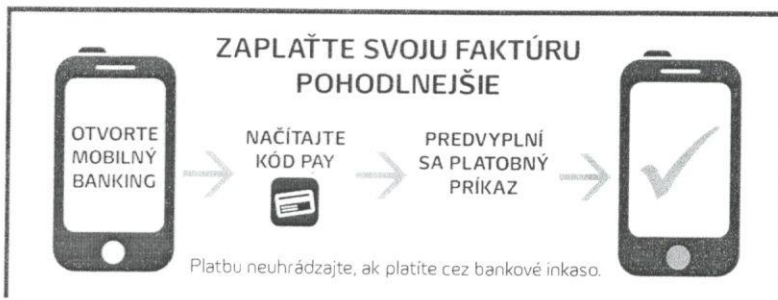 ZAPLAŤTE SVOJU FAKTÚRU
POHODLNEJŠIE
OTVORTE
MOBILNÝ
BANKING
NAČÍTAJTE
KÓD PAY
PREDVYPLNÍ
SA PLATOBNÝ
PRÍKAZ
Platbu neuhrádzajte, ak platíte cez bankové inkaso.